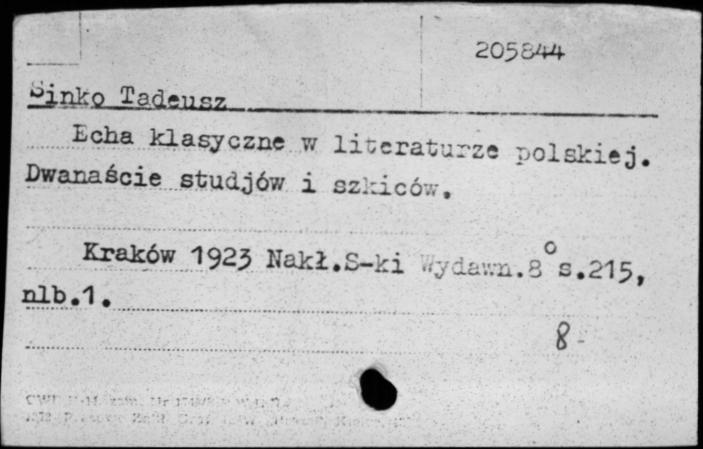 205844
Sinko Tadeusz
Echa klasyczne w literaturze polskiej.
Dwanaście studjów i szkiców.
Kraków 1923 Nakł.S-ki Wydawn.8° s.215,
nlb.1.
8-